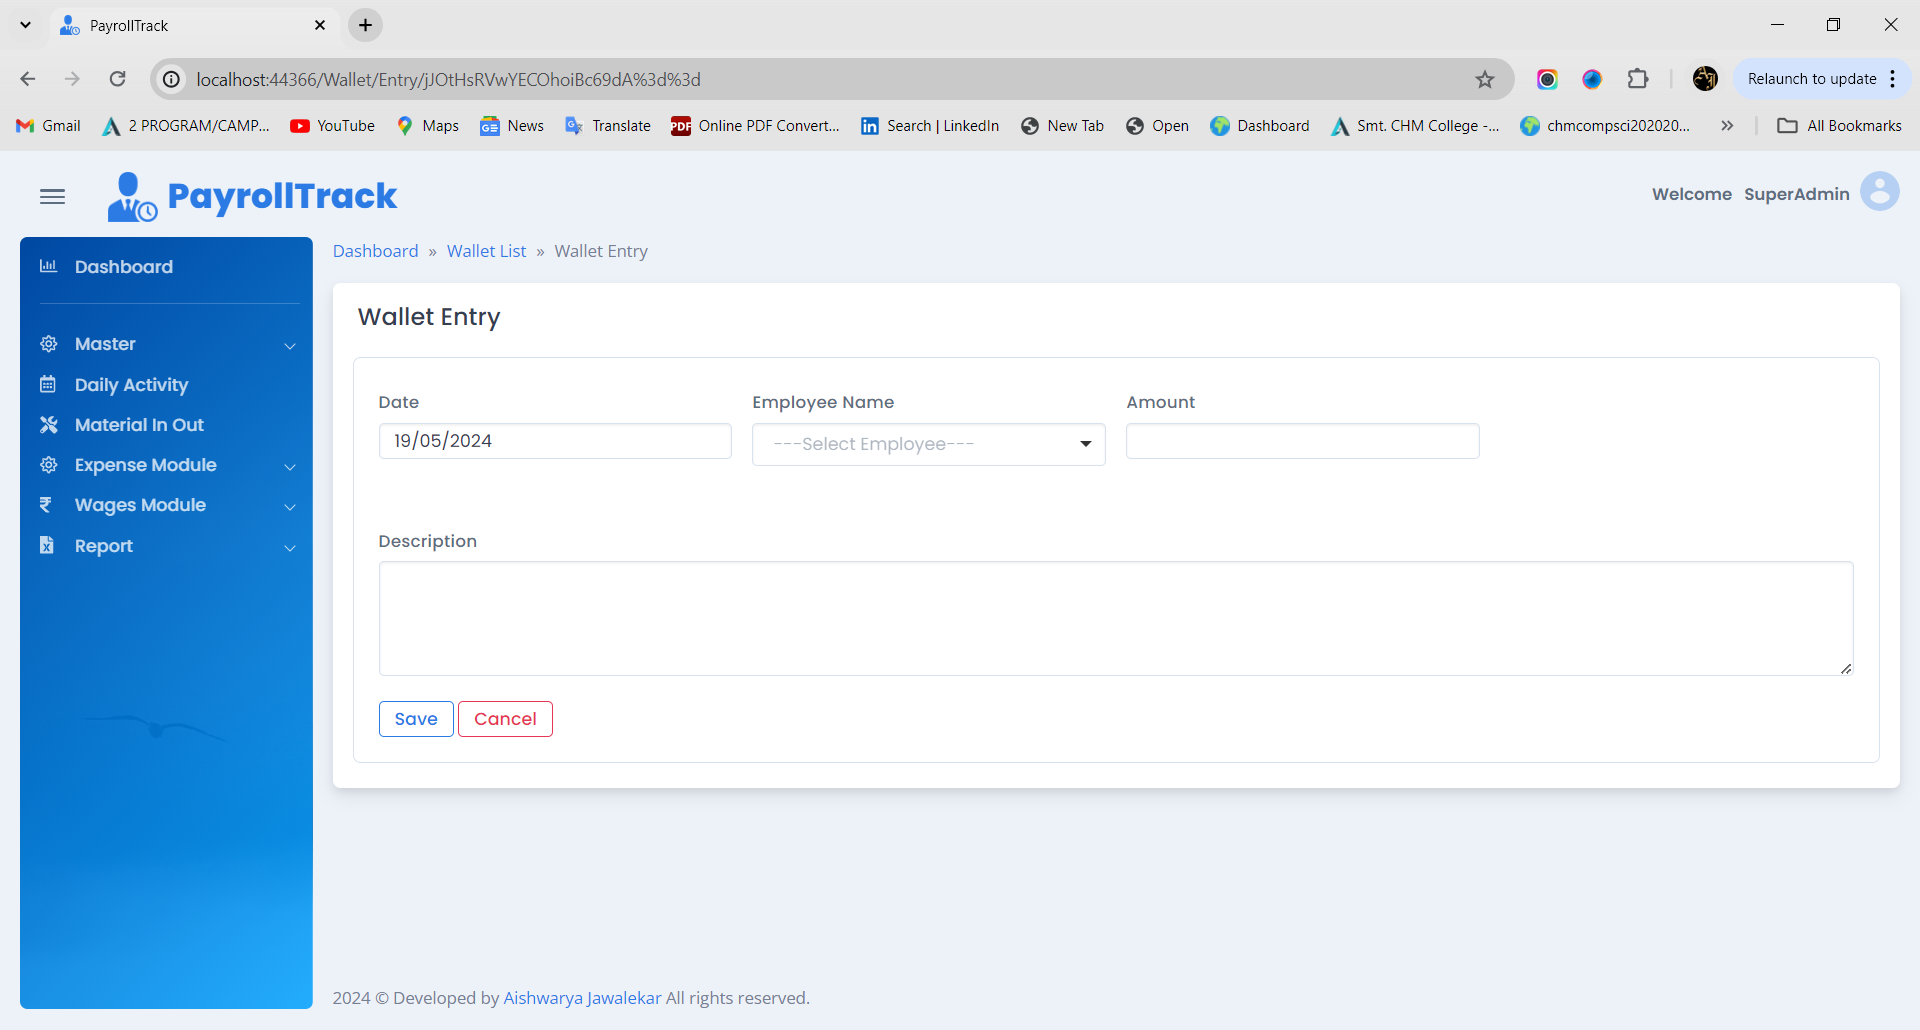 PayrollTrack
localhost:44366/Wallet/Entry/jJOtHsRVwYECOhoiBc69dA%3d%3d
Relaunch to update
Gmail 2 PROGRAM/CAMP... YouTube Maps News Translate Online PDF Convert... Search | LinkedIn New Tab Open Dashboard Smt. CHM College -... chmcompsci202020... All Bookmarks
PayrollTrack
Welcome SuperAdmin
Dashboard
Master
Daily Activity
Material In Out
Expense Module
Wages Module
Report
Dashboard » Wallet List » Wallet Entry
Wallet Entry
Date Employee Name Amount
19/05/2024 ---Select Employee---
Description
Save Cancel
2024 © Developed by Aishwarya Jawalekar All rights reserved.